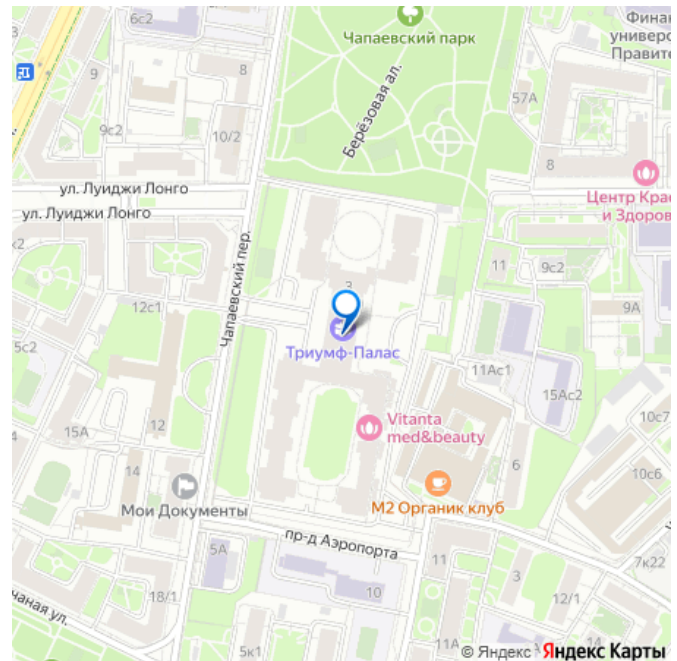 6с2
Чапаевский парк
Финан
универс
Правите
9
8
Берёзовая ал.
57А
9с2
10/2
8
ул. Луиджи Лонго
Центр Крас
и Здоров
ул. Луиджи Лонго
к2
Чапаевский пер.
11
9с2
3
12с1
9А
5с2
Триумф-Палас
11Ас1
15Ас2
Vitanta
med&beauty
10с7
15А
12
14
6
10с6
Мои Документы
М2 Органик клуб
пр-д Аэропорта
5А
11
7к22
3
10
12/1
18/1
чаная ул.
5к1
11А
14
© Яндекс Яндекс Карты